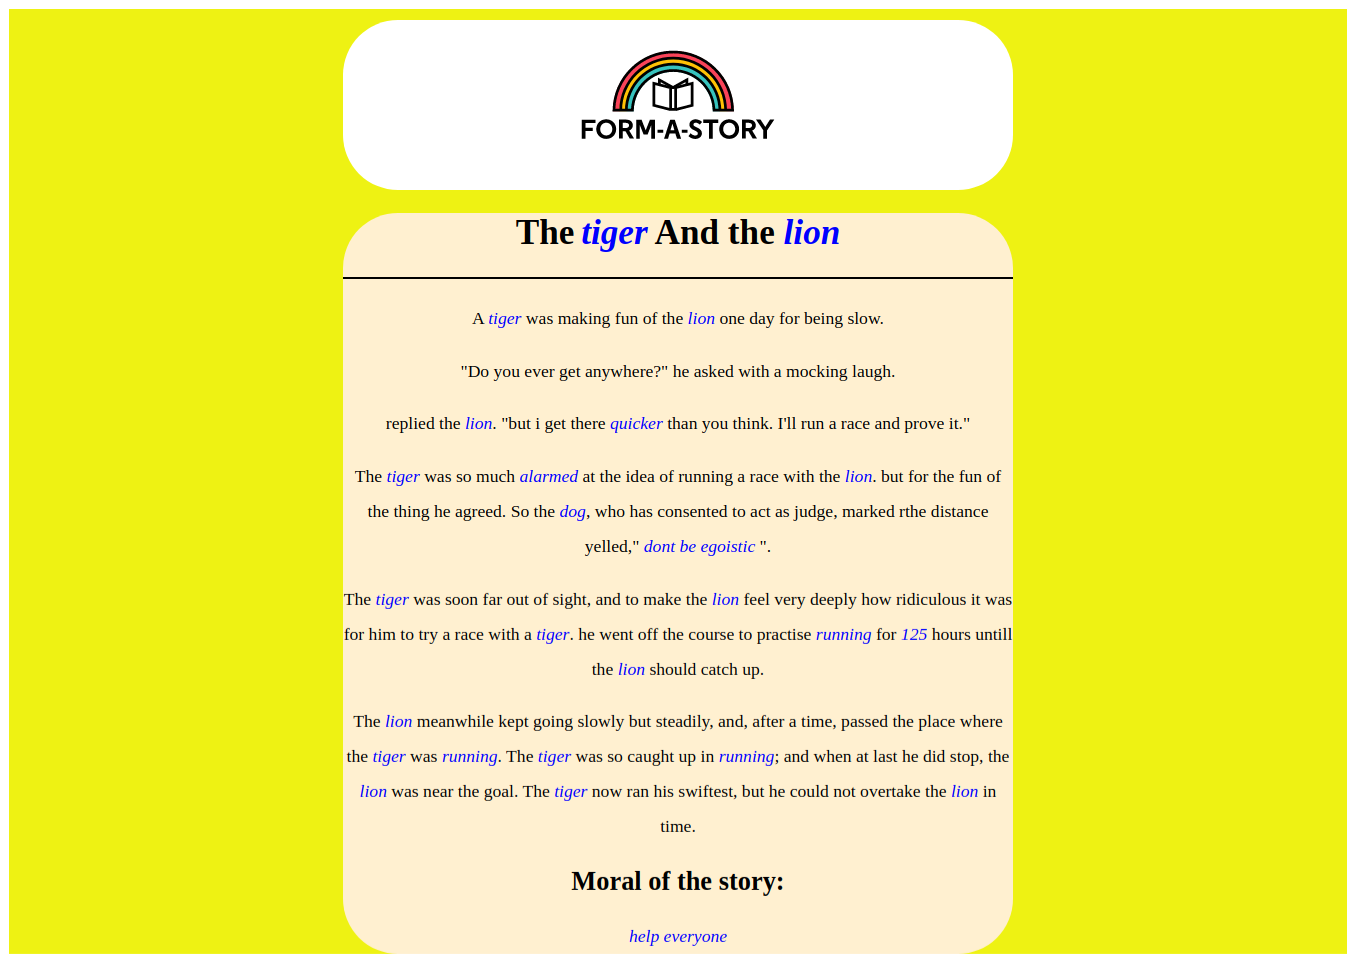 FORM-A-STORY
The tiger And the lion
A tiger was making fun of the lion one day for being slow.
"Do you ever get anywhere?" he asked with a mocking laugh.
replied the lion. "but i get there quicker than you think. I'll run a race and prove it."
The tiger was so much alarmed at the idea of running a race with the lion. but for the fun of
the thing he agreed. So the dog, who has consented to act as judge, marked rthe distance
yelled," dont be egoistic ".
The tiger was soon far out of sight, and to make the lion feel very deeply how ridiculous it was
for him to try a race with a tiger. he went off the course to practise running for 125 hours untill
the lion should catch up.
The lion meanwhile kept going slowly but steadily, and, after a time, passed the place where
the tiger was running. The tiger was so caught up in running; and when at last he did stop, the
lion was near the goal. The tiger now ran his swiftest, but he could not overtake the lion in
time.
Moral of the story:
help everyone